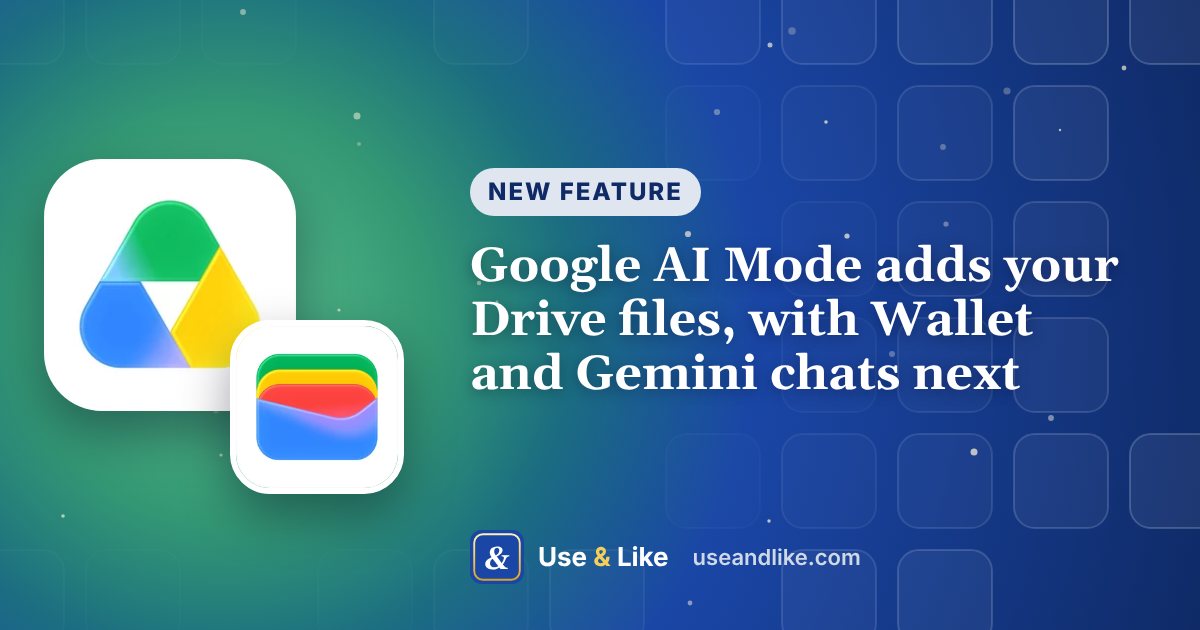 NEW FEATURE
Google AI Mode adds your
Drive files, with Wallet
and Gemini chats next
& Use & Like useandlike.com